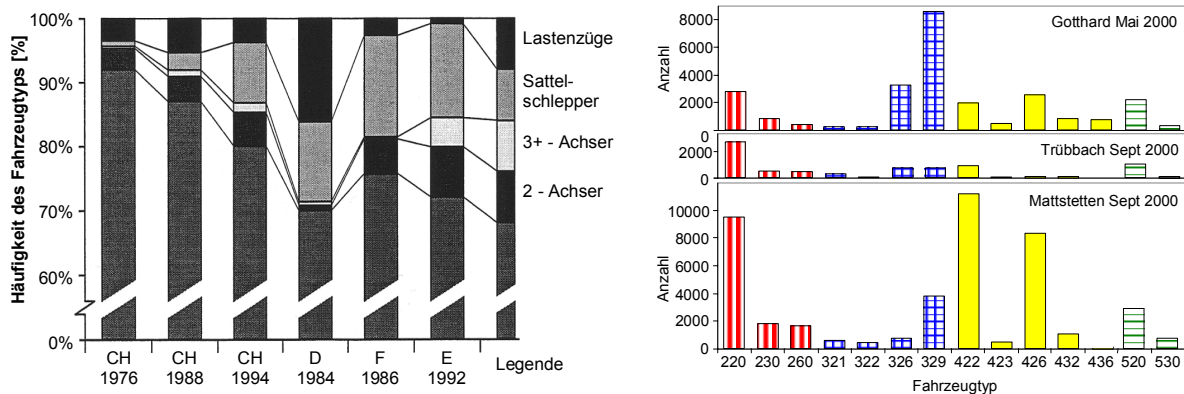 Häufigkeit des Fahrzeugtyps [%]
100%
90%
80%
70%
60%
0%
Lastenzüge
Sattel-
schlepper
3+ - Achser
2 - Achser
CH CH CH D F E
1976 1988 1994 1984 1986 1992
Legende
Gotthard Mai 2000
Anzahl
8000
6000
4000
2000
0
Trübbach Sept 2000
2000
0
Mattstetten Sept 2000
Anzahl
10000
8000
6000
4000
2000
0
220 230 260 321 322 326 329 422 423 426 432 436 520 530
Fahrzeugtyp